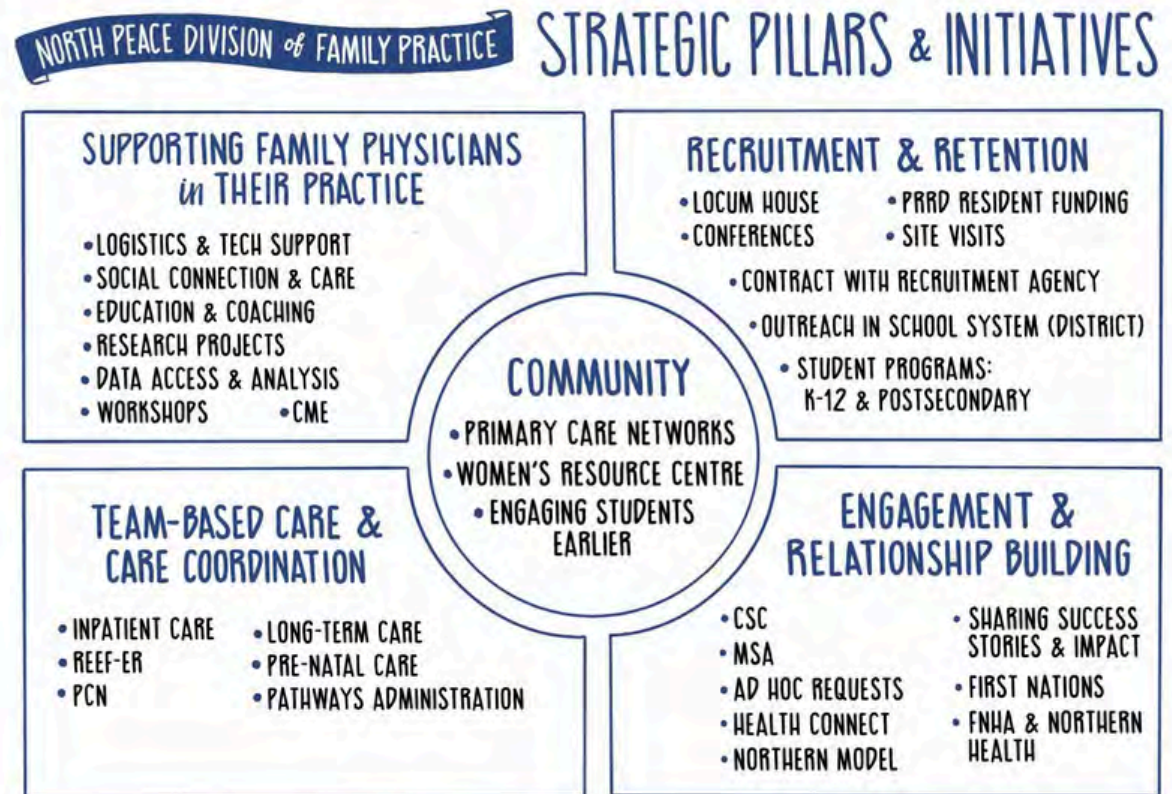 NORTH PEACE DIVISION of FAMILY PRACTICE
STRATEGIC PILLARS & INITIATIVES
SUPPORTING FAMILY PHYSICIANS
in THEIR PRACTICE
• LOGISTICS & TECH SUPPORT
• SOCIAL CONNECTION & CARE
• EDUCATION & COACHING
• RESEARCH PROJECTS
• DATA ACCESS & ANALYSIS
• WORKSHOPS • CME
RECRUITMENT & RETENTION
• LOCUM HOUSE • PRRD RESIDENT FUNDING
• CONFERENCES • SITE VISITS
• CONTRACT WITH RECRUITMENT AGENCY
• OUTREACH IN SCHOOL SYSTEM (DISTRICT)
• STUDENT PROGRAMS:
K-12 & POSTSECONDARY
COMMUNITY
• PRIMARY CARE NETWORKS
• WOMEN'S RESOURCE CENTRE
• ENGAGING STUDENTS
EARLIER
TEAM-BASED CARE &
CARE COORDINATION
• INPATIENT CARE • LONG-TERM CARE
• REEF-ER • PRE-NATAL CARE
• PCN • PATHWAYS ADMINISTRATION
ENGAGEMENT &
RELATIONSHIP BUILDING
• CSC
• MSA
• AD HOC REQUESTS
• HEALTH CONNECT
• NORTHERN MODEL
• SHARING SUCCESS
STORIES & IMPACT
• FIRST NATIONS
• FNHA & NORTHERN
HEALTH